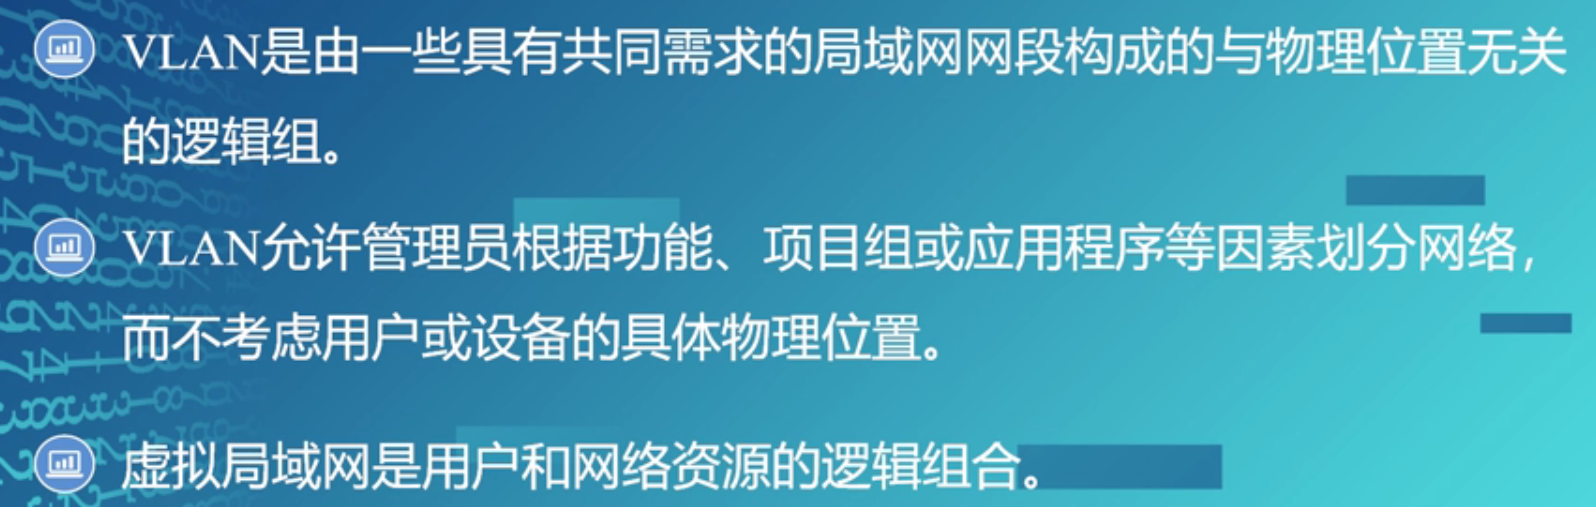 VLAN是由一些具有共同需求的局域网网段构成的与物理位置无关
的逻辑组。
VLAN允许管理员根据功能、项目组或应用程序等因素划分网络，
而不考虑用户或设备的具体物理位置。
虚拟局域网是用户和网络资源的逻辑组合。